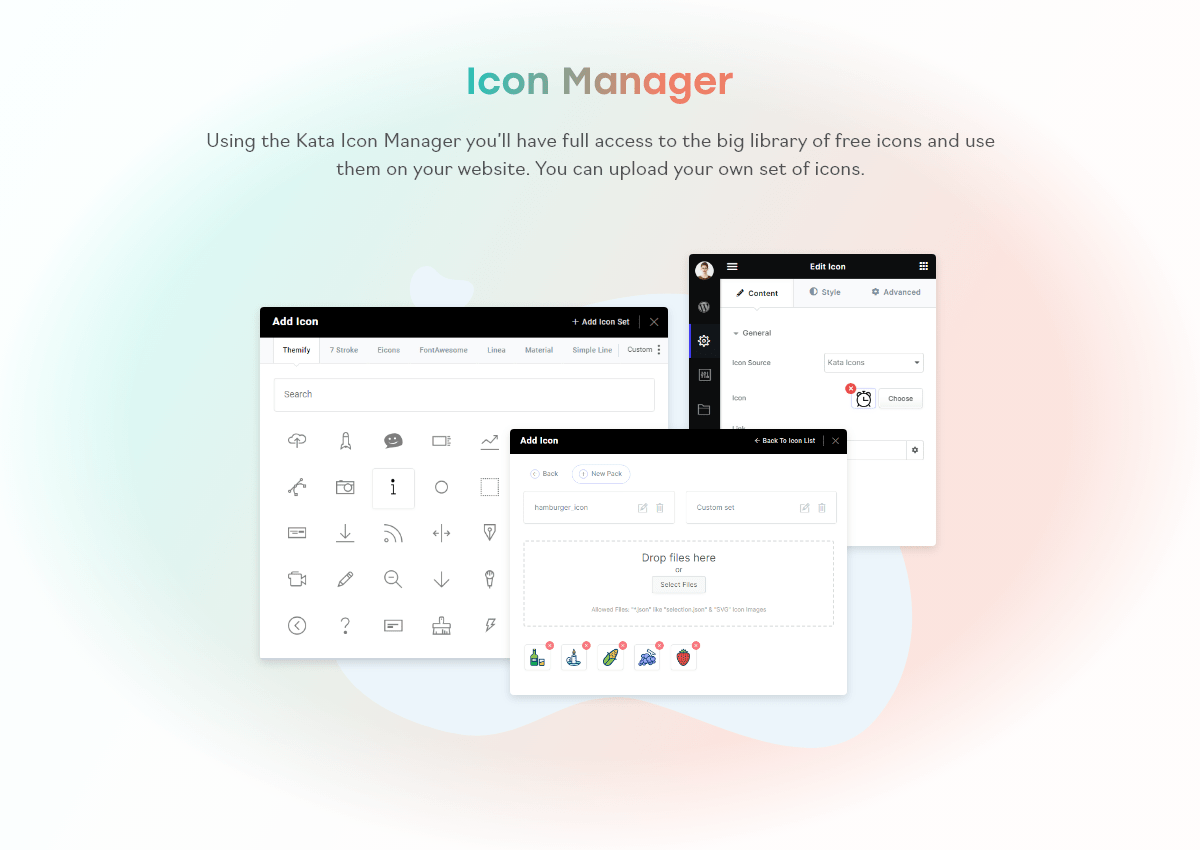 Icon Manager
Using the Kata Icon Manager you'll have full access to the big library of free icons and use
them on your website. You can upload your own set of icons.
Edit Icon
Content Style Advanced
General
Icon Source Kata Icons
Icon Choose
Link
Add Icon + Add Icon Set
Themify 7 Stroke Eicons FontAwesome Linea Material Simple Line Custom
Search
Add Icon Back To Icon List
Back New Pack
hamburger_icon Custom set
Drop files here
or
Select Files
Allowed Files: "*.json" like "selection.json" & "SVG" icon images